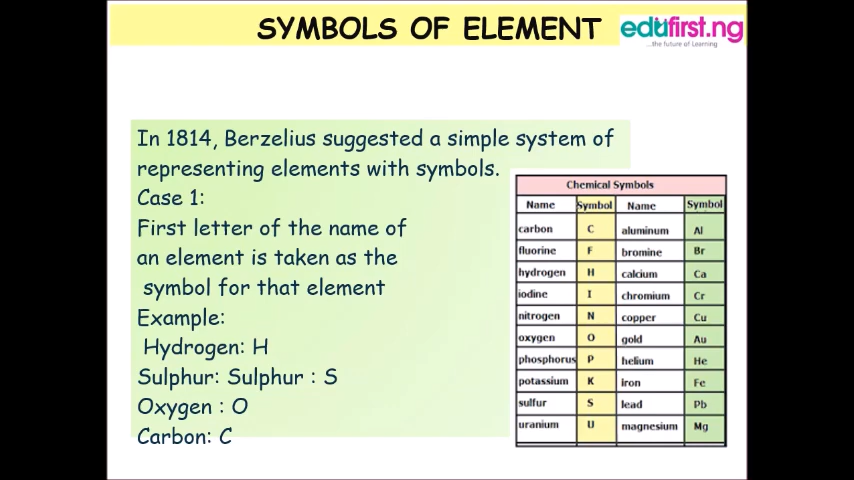 SYMBOLS OF ELEMENT
edufirst.ng
...the future of Learning
In 1814, Berzelius suggested a simple system of
representing elements with symbols.
Case 1:
First letter of the name of
an element is taken as the
symbol for that element
Example:
Hydrogen: H
Sulphur: Sulphur : S
Oxygen : O
Carbon: C
Chemical Symbols
Name Symbol Name Symbol
carbon C aluminum Al
fluorine F bromine Br
hydrogen H calcium Ca
iodine I chromium Cr
nitrogen N copper Cu
oxygen O gold Au
phosphorus P helium He
potassium K iron Fe
sulfur S lead Pb
uranium U magnesium Mg